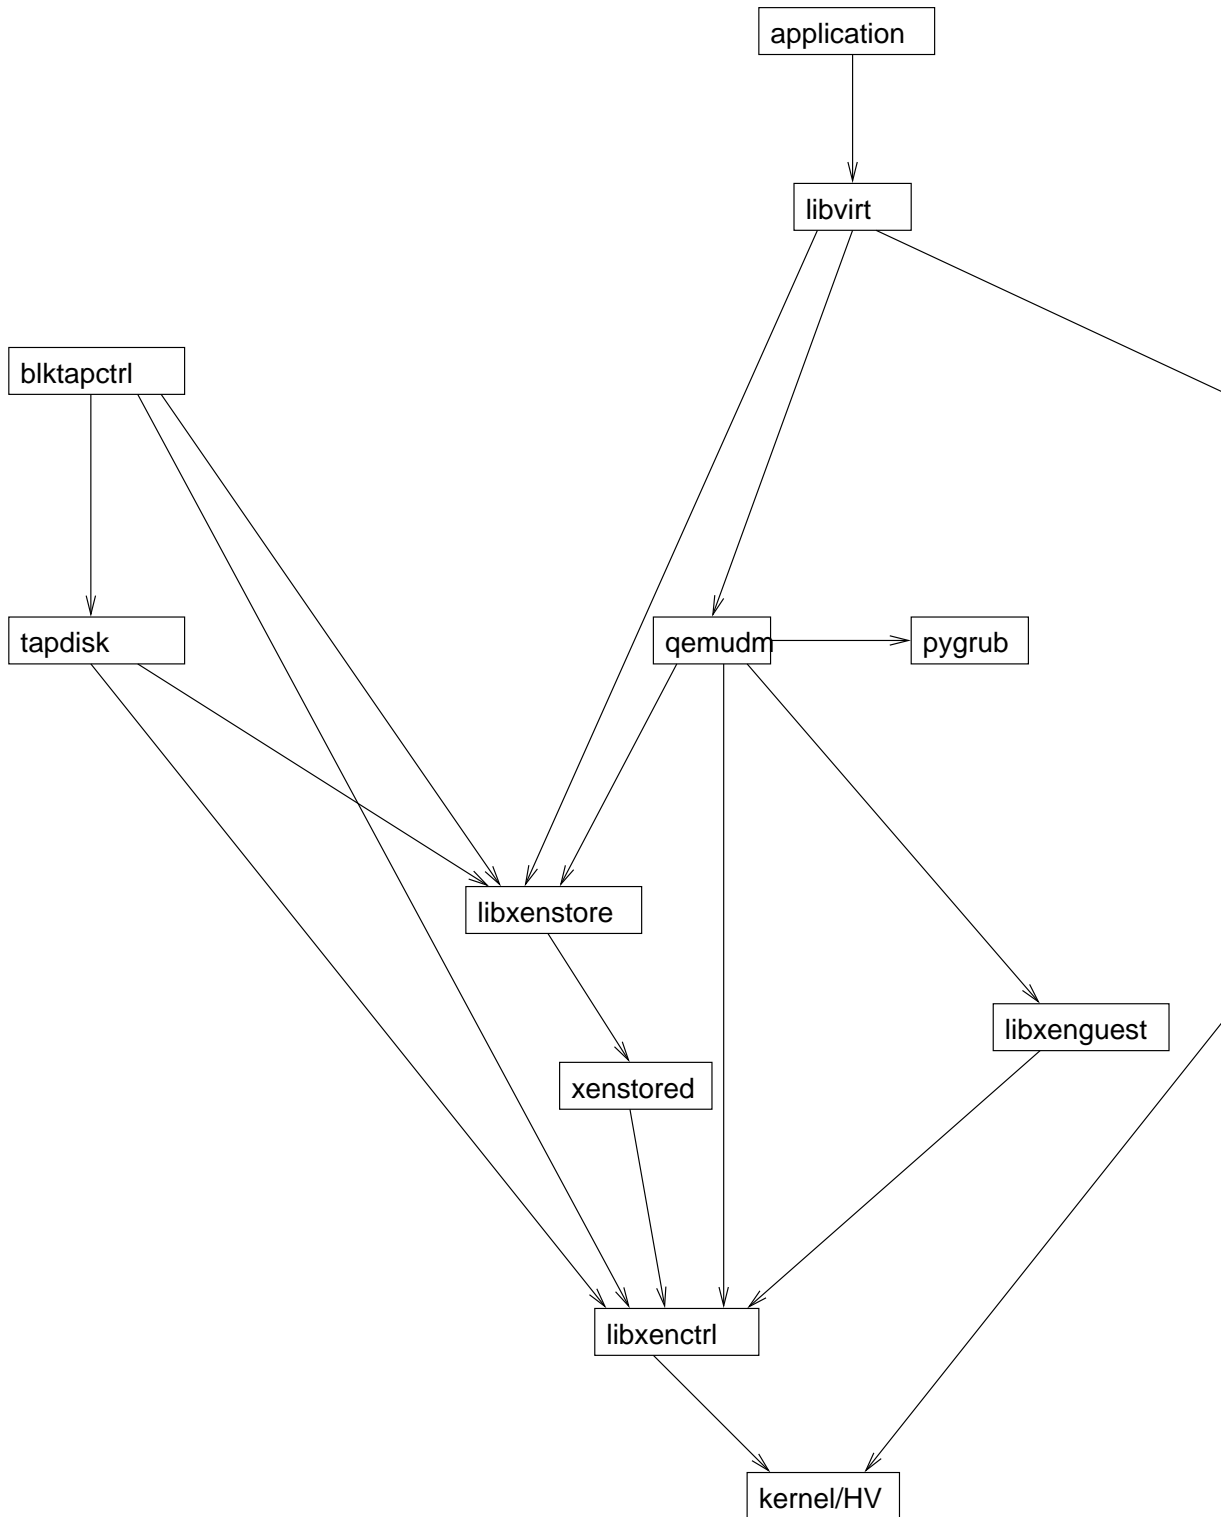 application
libvirt
blktapctrl
tapdisk
qemudm
pygrub
libxenstore
libxenguest
xenstored
libxenctrl
kernel/HV